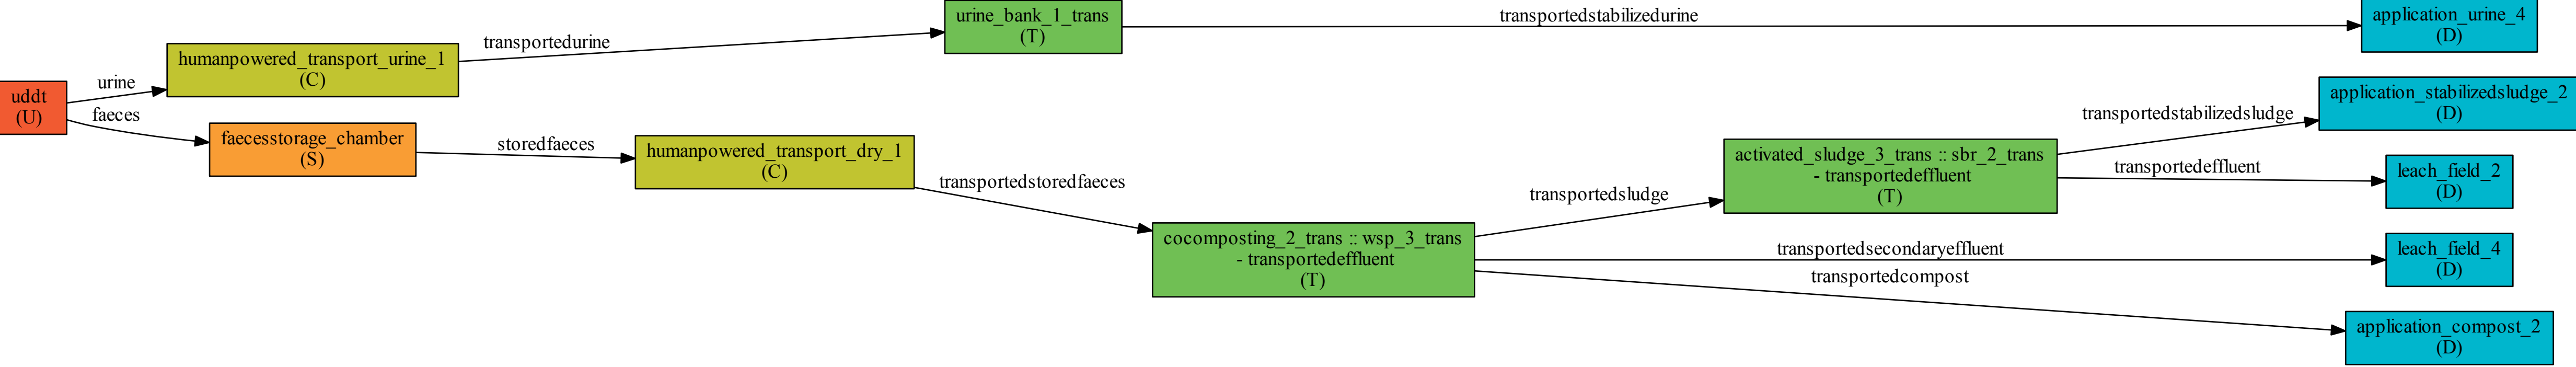 uddt
(U)
urine
faeces
humanpowered_transport_urine_1
(C)
faecesstorage_chamber
(S)
transportedurine
storedfaeces
humanpowered_transport_dry_1
(C)
urine_bank_1_trans
(T)
transportedstoredfaeces
cocomposting_2_trans :: wsp_3_trans
- transportedeffluent
(T)
transportedstabilizedurine
transportedsludge
transportedsecondaryeffluent
transportedcompost
activated_sludge_3_trans :: sbr_2_trans
- transportedeffluent
(T)
transportedstabilizedsludge
transportedeffluent
application_urine_4
(D)
application_stabilizedsludge_2
(D)
leach_field_2
(D)
leach_field_4
(D)
application_compost_2
(D)